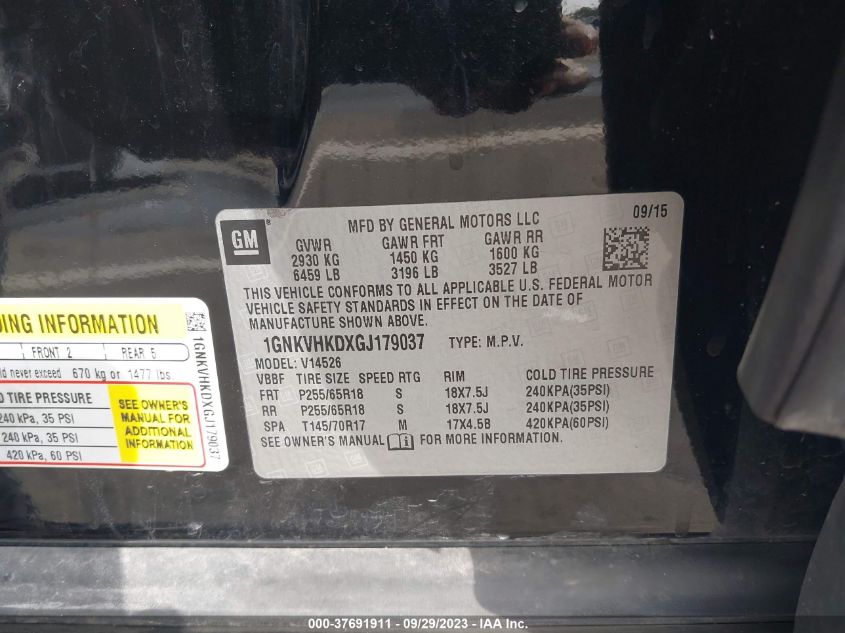 GM
®
MFD BY GENERAL MOTORS LLC
09/15
GVWR GAWR FRT GAWR RR
2930 KG 1450 KG 1600 KG
6459 LB 3196 LB 3527 LB
THIS VEHICLE CONFORMS TO ALL APPLICABLE U.S. FEDERAL MOTOR
VEHICLE SAFETY STANDARDS IN EFFECT ON THE DATE OF
MANUFACTURE SHOWN ABOVE.
1GNKVHKDXGJ179037 TYPE: M.P.V.
MODEL: V14526
VBBF TIRE SIZE SPEED RTG RIM COLD TIRE PRESSURE
FRT P255/65R18 S 18X7.5J 240KPA(35PSI)
RR P255/65R18 S 18X7.5J 240KPA(35PSI)
SPA T145/70R17 M 17X4.5B 420KPA(60PSI)
SEE OWNER'S MANUAL FOR MORE INFORMATION.
DING INFORMATION
FRONT 2 REAR 5
ld never exceed 670 kg or 1477 lbs
D TIRE PRESSURE
240 kPa, 35 PSI
240 kPa, 35 PSI
420 kPa, 60 PSI
SEE OWNER'S
MANUAL FOR
ADDITIONAL
INFORMATION
1GNKVHKDXGJ179037
000-37691911 - 09/29/2023 - IAA Inc.